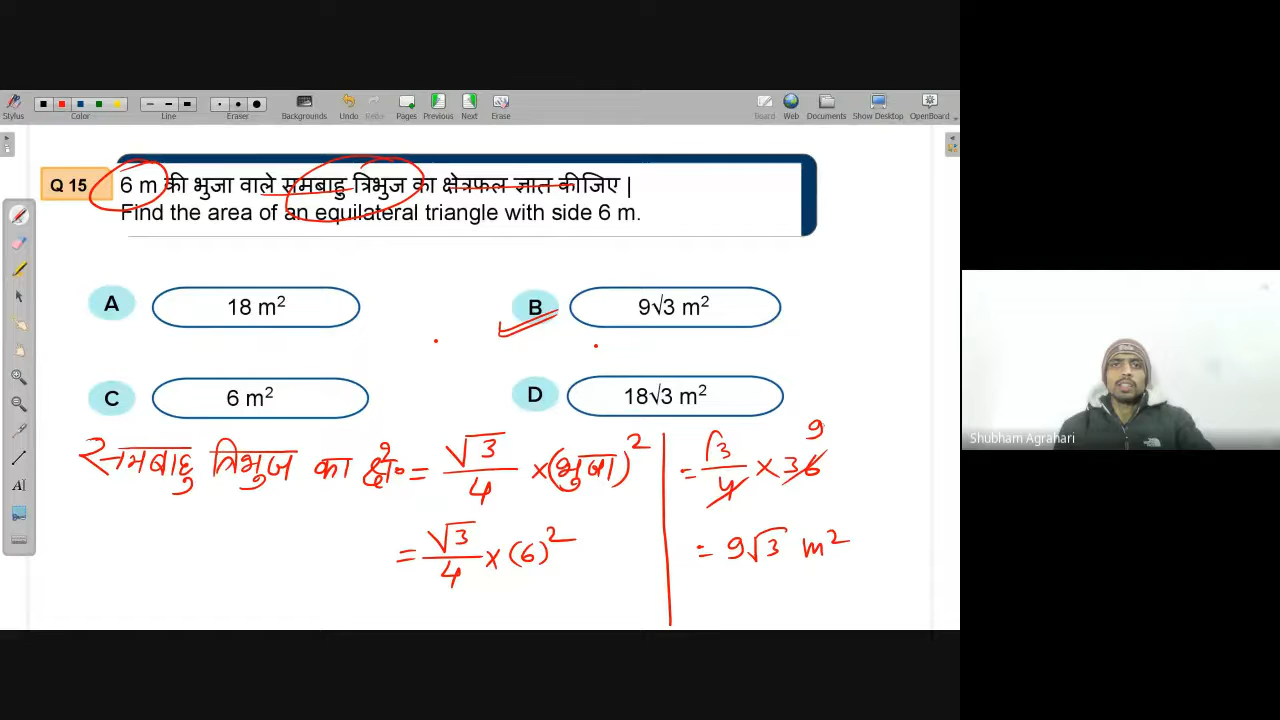 Stylus
Color
Line
Eraser
Backgrounds
Undo
Redo
Pages
Previous
Next
Erase
Board
Web
Documents
Show Desktop
OpenBoard
Q 15
6 m की भुजा वाले समबाहु त्रिभुज का क्षेत्रफल ज्ञात कीजिए |
Find the area of an equilateral triangle with side 6 m.
A
18 m²
B
9√3 m²
C
6 m²
D
18√3 m²
समबाहु त्रिभुज का क्षे० = √3/4 × (भुजा)²
= √3/4 × (6)²
= √3/4 × 36 9
= 9√3 m²
Shubham Agrahari